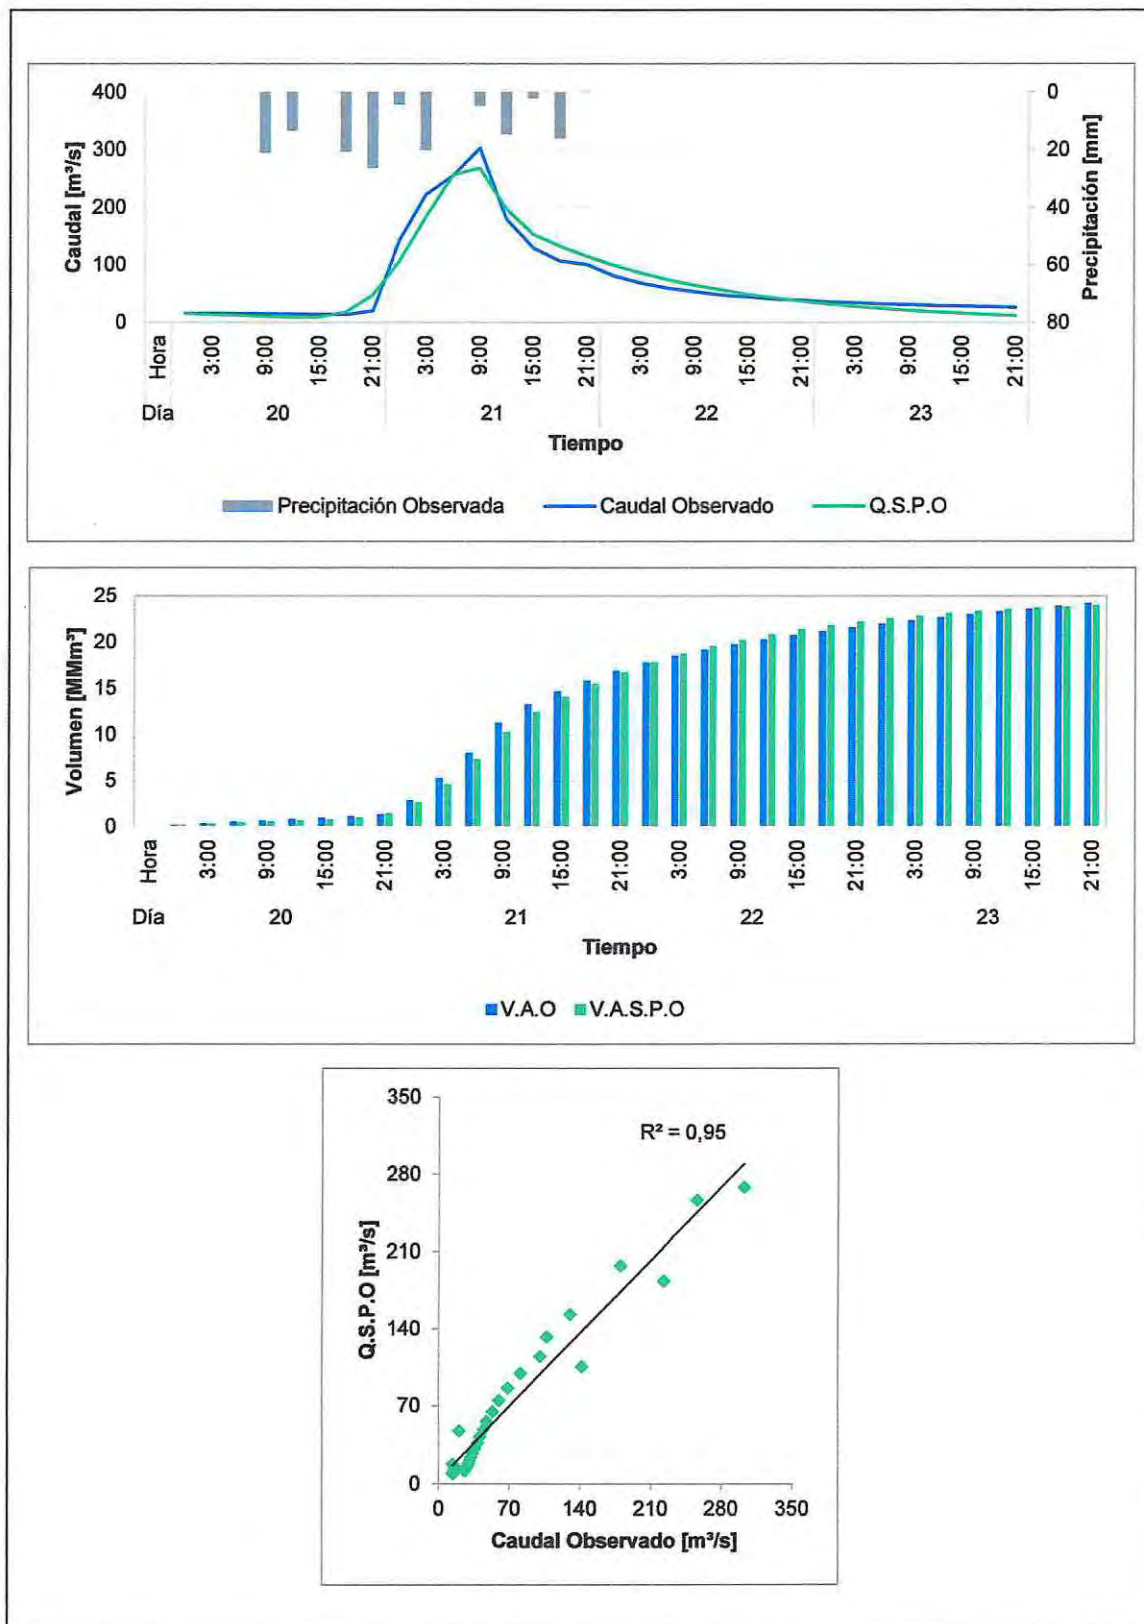 400
300
200
100
0
Caudal [m³/s]
0
20
40
60
80
Precipitación [mm]
Hora 3:00 9:00 15:00 21:00 3:00 9:00 15:00 21:00 3:00 9:00 15:00 21:00 3:00 9:00 15:00 21:00
Día 20 21 22 23
Tiempo
Precipitación Observada Caudal Observado Q.S.P.O
25
20
15
10
5
0
Volumen [MMm³]
Hora 3:00 9:00 15:00 21:00 3:00 9:00 15:00 21:00 3:00 9:00 15:00 21:00 3:00 9:00 15:00 21:00
Día 20 21 22 23
Tiempo
V.A.O V.A.S.P.O
350
280
210
140
70
0
Q.S.P.O [m³/s]
R² = 0,95
0 70 140 210 280 350
Caudal Observado [m³/s]